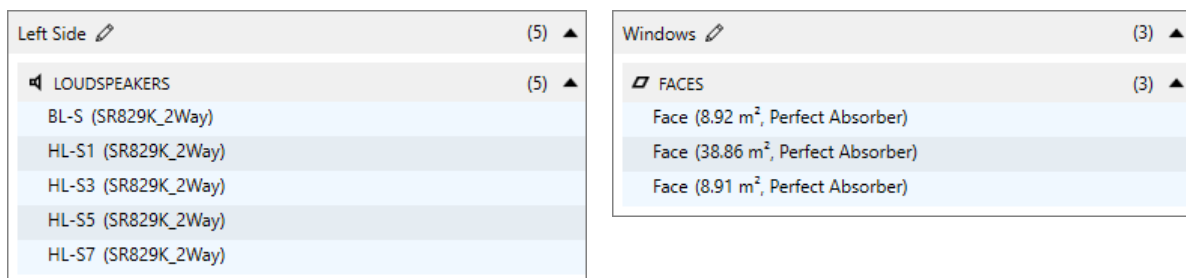 Left Side (5)
LOUDSPEAKERS (5)
BL-S (SR829K_2Way)
HL-S1 (SR829K_2Way)
HL-S3 (SR829K_2Way)
HL-S5 (SR829K_2Way)
HL-S7 (SR829K_2Way)
Windows (3)
FACES (3)
Face (8.92 m², Perfect Absorber)
Face (38.86 m², Perfect Absorber)
Face (8.91 m², Perfect Absorber)